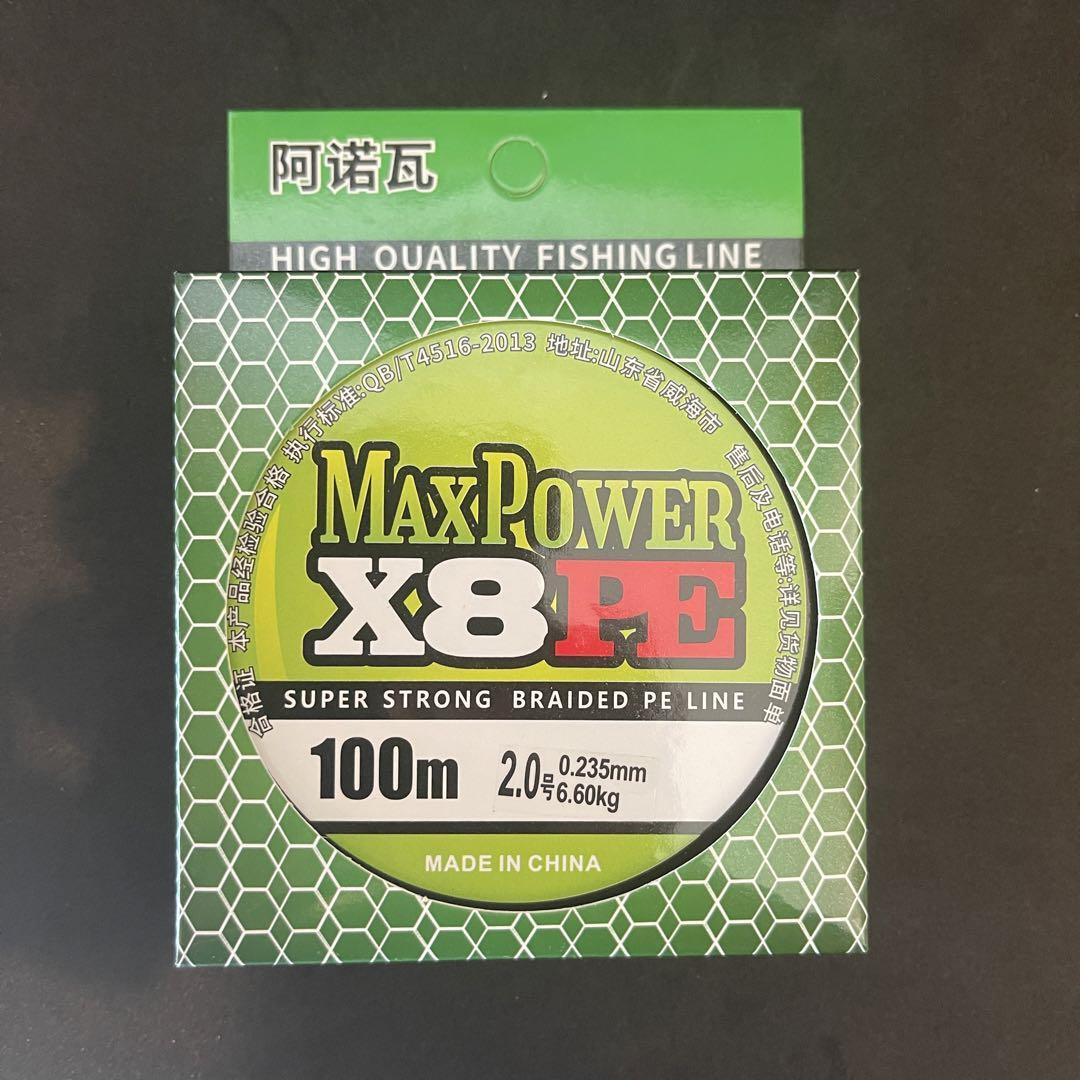 阿诺瓦
HIGH QUALITY FISHING LINE
合格证 本产品经检验合格 执行标准:QB/T4516-2013 地址:山东省威海市 售后及电话等:详见货物面单
MAXPOWER
X8PE
SUPER STRONG BRAIDED PE LINE
100m
2.0号
0.235mm
6.60kg
MADE IN CHINA